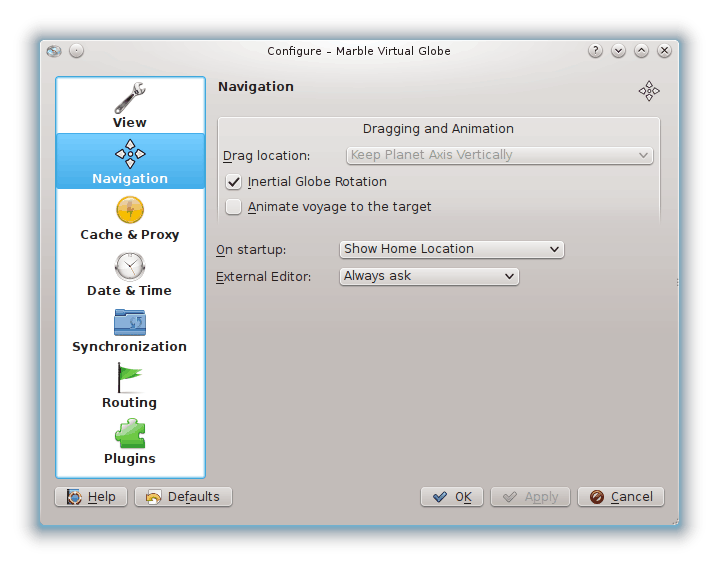 Configure – Marble Virtual Globe
View
Navigation
Cache & Proxy
Date & Time
Synchronization
Routing
Plugins
Navigation
Dragging and Animation
Drag location: Keep Planet Axis Vertically
Inertial Globe Rotation
Animate voyage to the target
On startup: Show Home Location
External Editor: Always ask
Help Defaults OK Apply Cancel